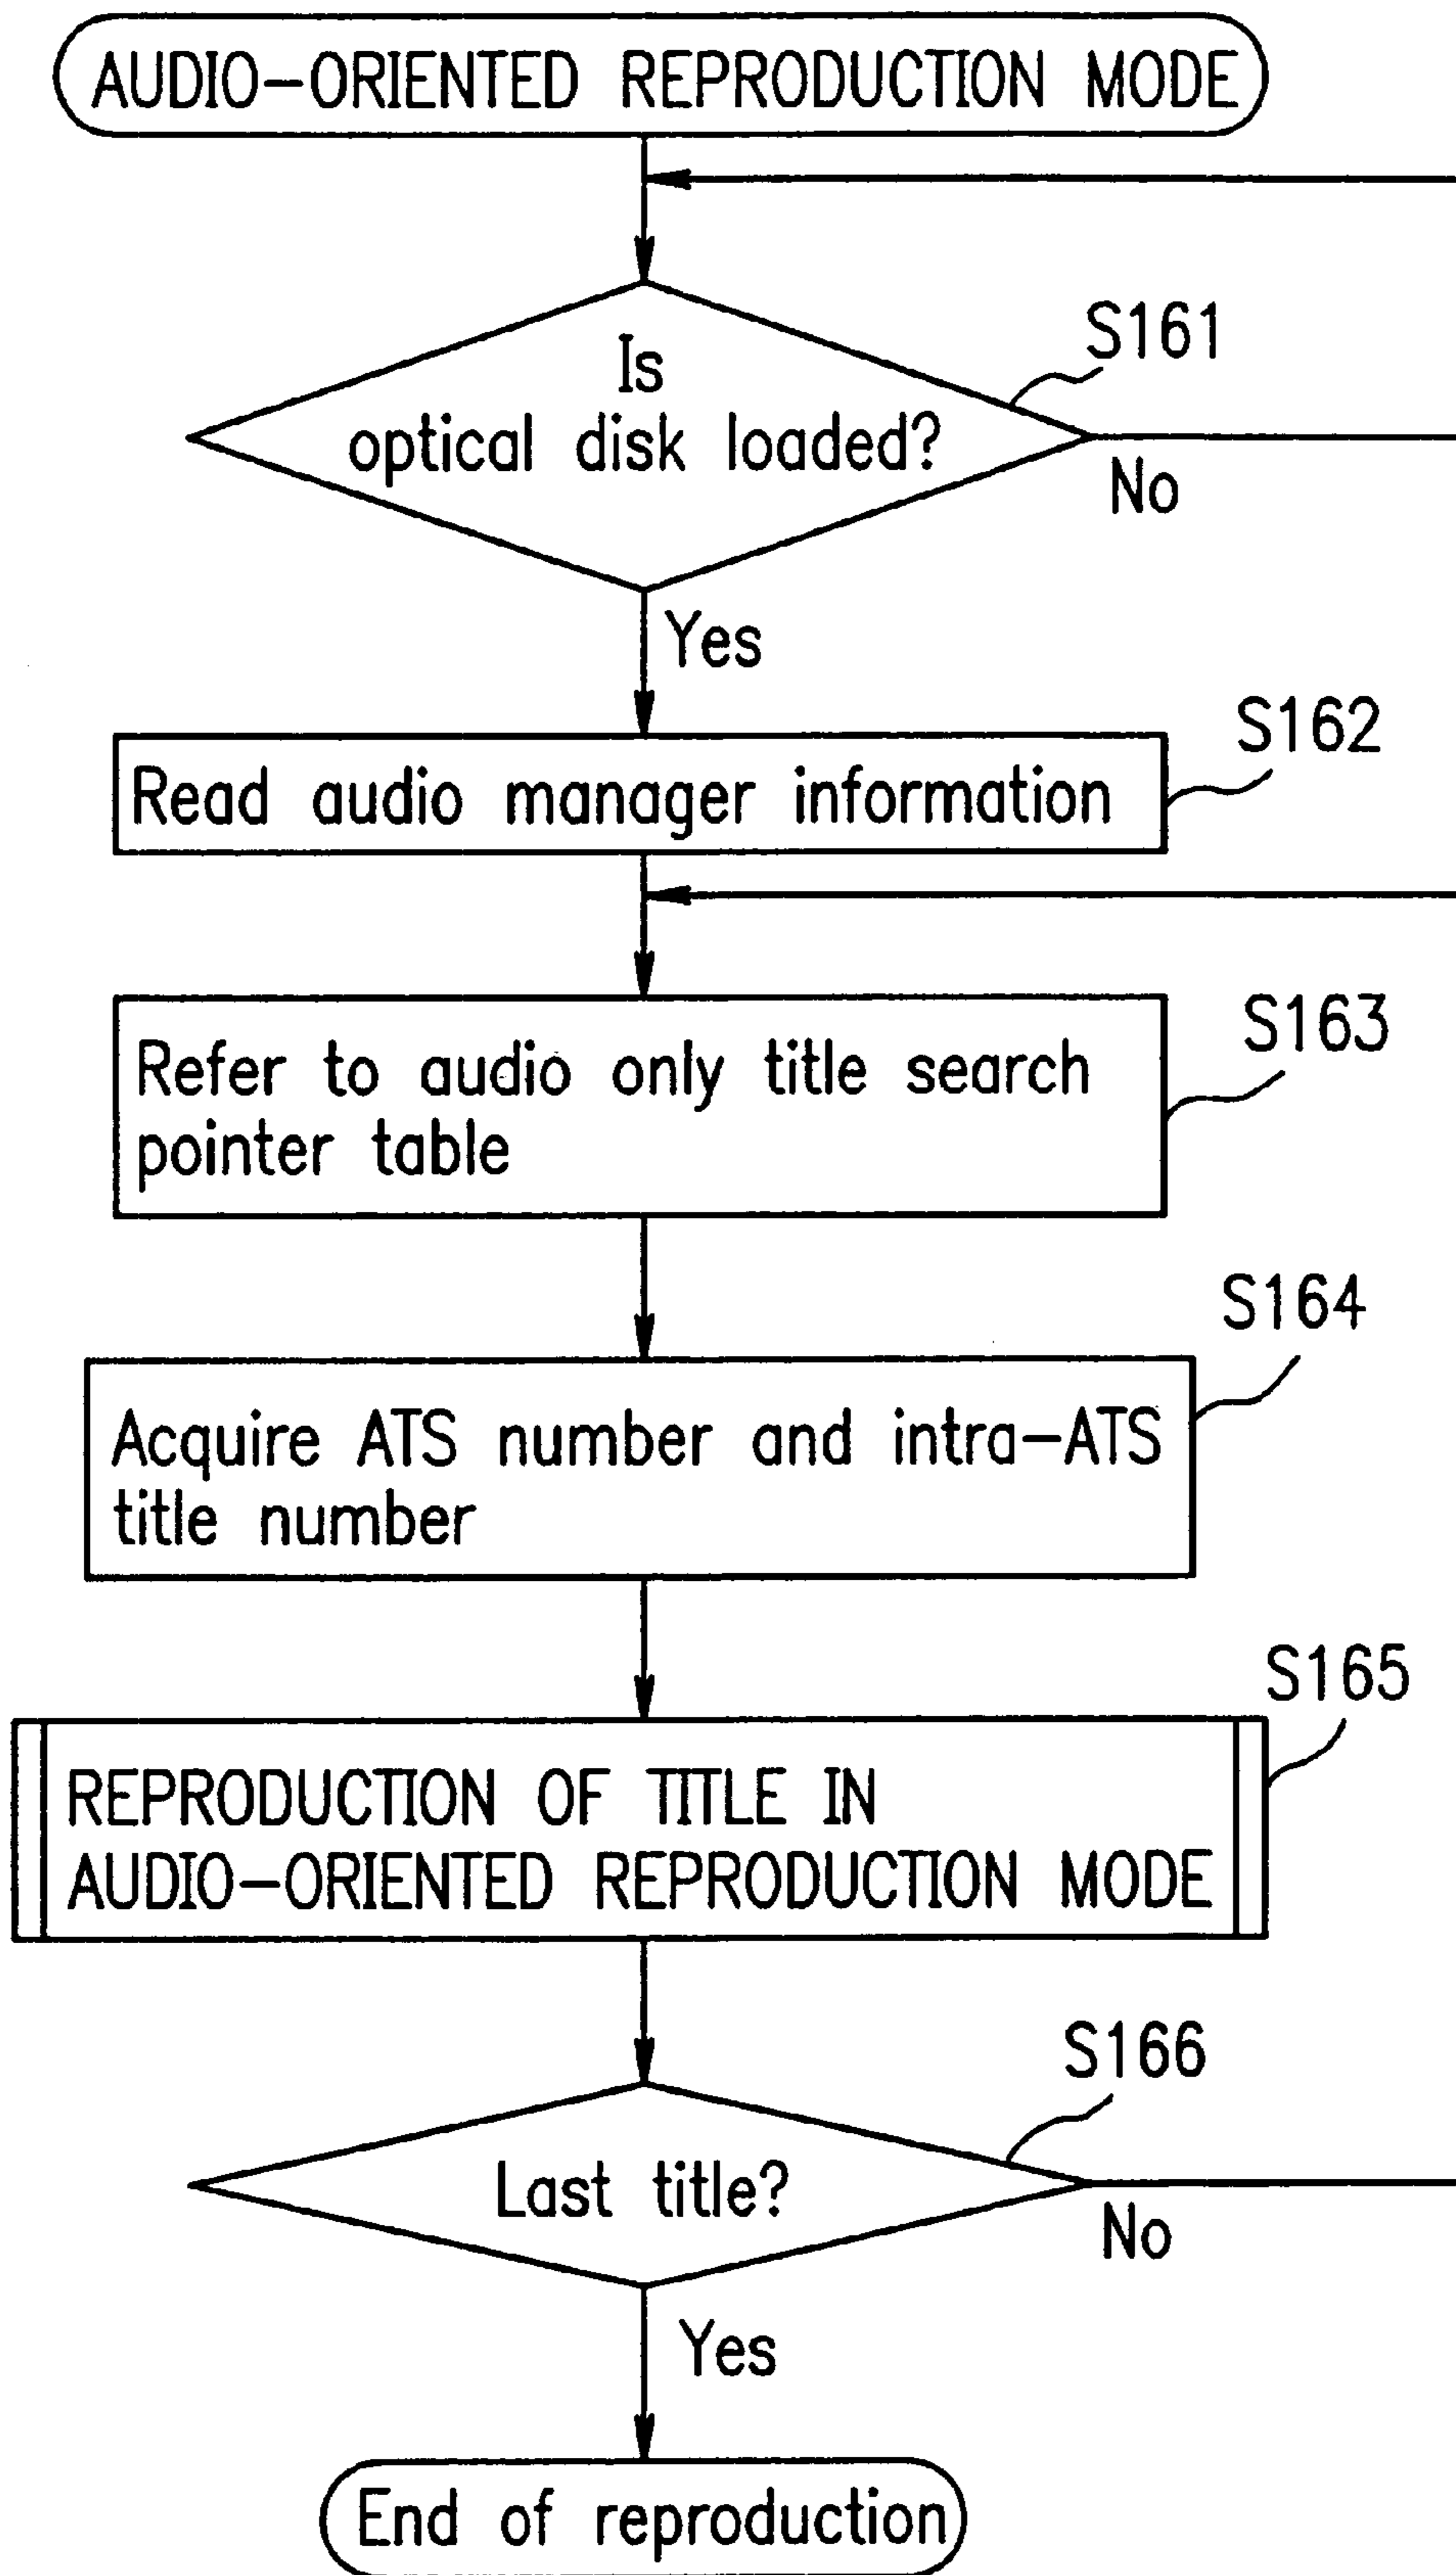 AUDIO-ORIENTED REPRODUCTION MODE
S161
Is
optical disk loaded?
No
Yes
S162
Read audio manager information
S163
Refer to audio only title search
pointer table
S164
Acquire ATS number and intra-ATS
title number
S165
REPRODUCTION OF TITLE IN
AUDIO-ORIENTED REPRODUCTION MODE
S166
Last title?
No
Yes
End of reproduction